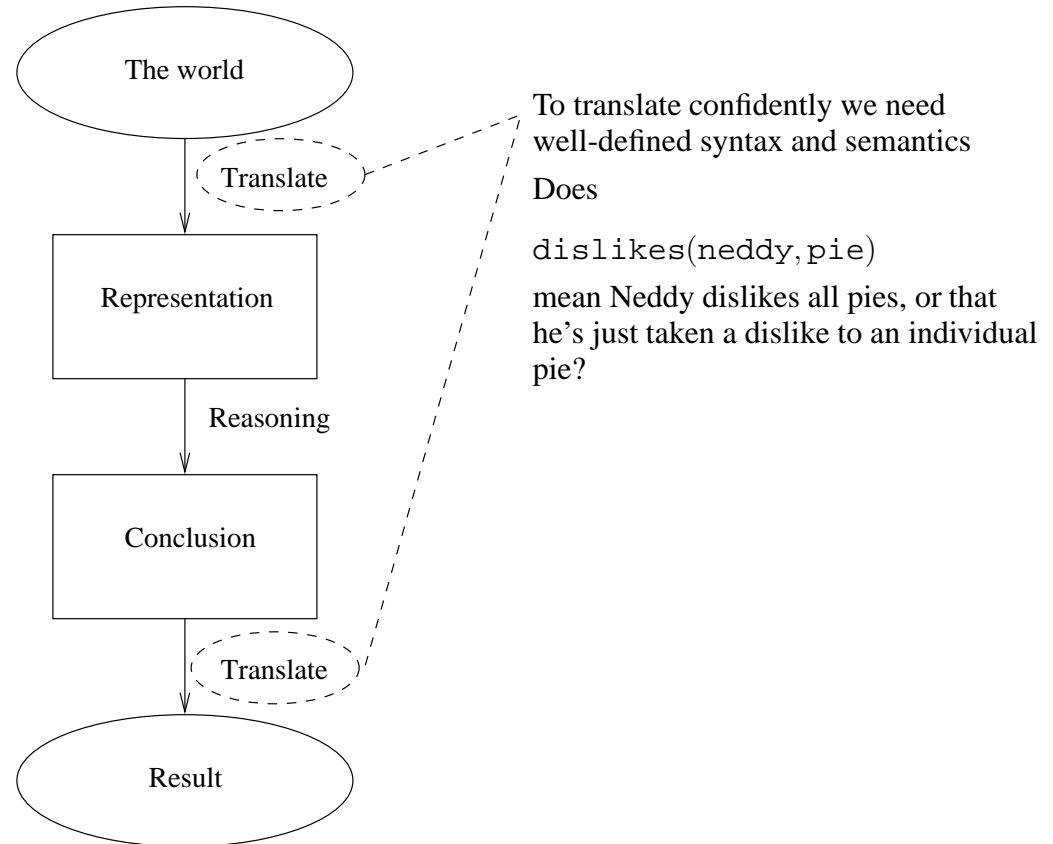 The world
Translate
Representation
Reasoning
Conclusion
Translate
Result
To translate confidently we need
well-defined syntax and semantics
Does
dislikes(neddy,pie)
mean Neddy dislikes all pies, or that
he's just taken a dislike to an individual
pie?